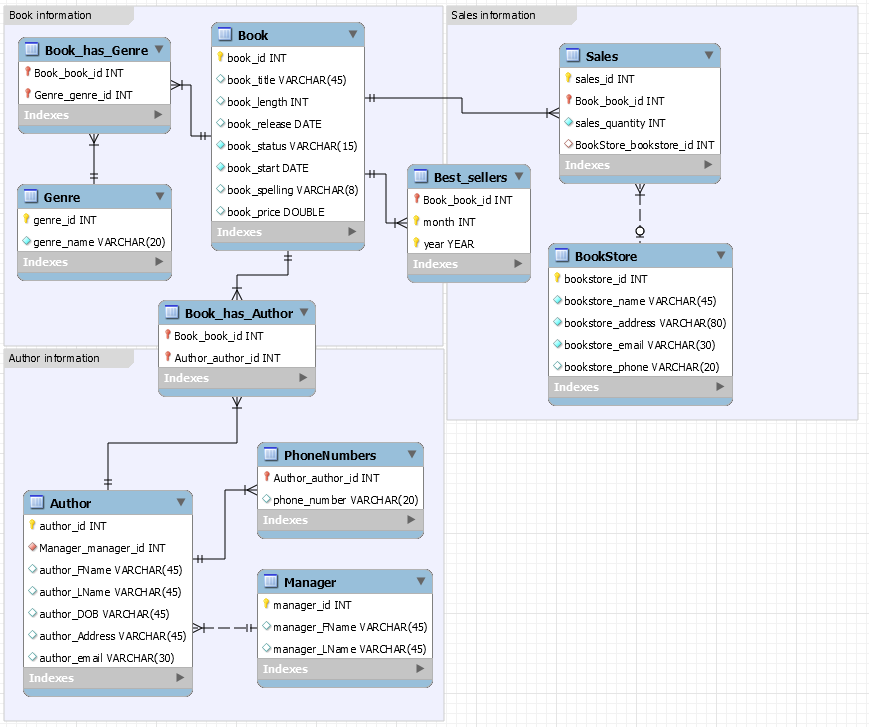 Book information
Sales information
Book_has_Genre
Book_book_id INT
Genre_genre_id INT
Indexes
Book
book_id INT
book_title VARCHAR(45)
book_length INT
book_release DATE
book_status VARCHAR(15)
book_start DATE
book_spelling VARCHAR(8)
book_price DOUBLE
Indexes
Sales
sales_id INT
Book_book_id INT
sales_quantity INT
BookStore_bookstore_id INT
Indexes
Genre
genre_id INT
genre_name VARCHAR(20)
Indexes
Best_sellers
Book_book_id INT
month INT
year YEAR
Indexes
BookStore
bookstore_id INT
bookstore_name VARCHAR(45)
bookstore_address VARCHAR(80)
bookstore_email VARCHAR(30)
bookstore_phone VARCHAR(20)
Indexes
Book_has_Author
Book_book_id INT
Author_author_id INT
Indexes
Author information
PhoneNumbers
Author_author_id INT
phone_number VARCHAR(20)
Indexes
Author
author_id INT
Manager_manager_id INT
author_FName VARCHAR(45)
author_LName VARCHAR(45)
author_DOB VARCHAR(45)
author_Address VARCHAR(45)
author_email VARCHAR(30)
Indexes
Manager
manager_id INT
manager_FName VARCHAR(45)
manager_LName VARCHAR(45)
Indexes